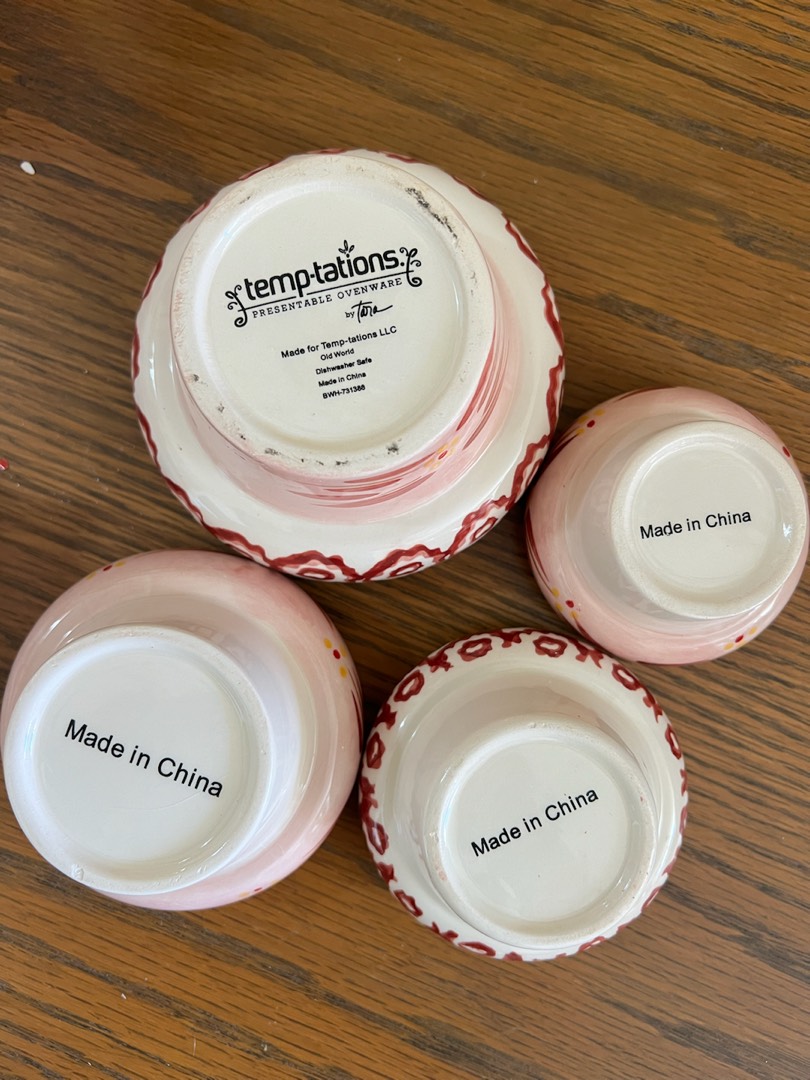 temp-tations.
PRESENTABLE OVENWARE
by Tara
Made for Temp-tations LLC
Old World
Dishwasher Safe
Made in China
BWH-731388
Made in China
Made in China
Made in China